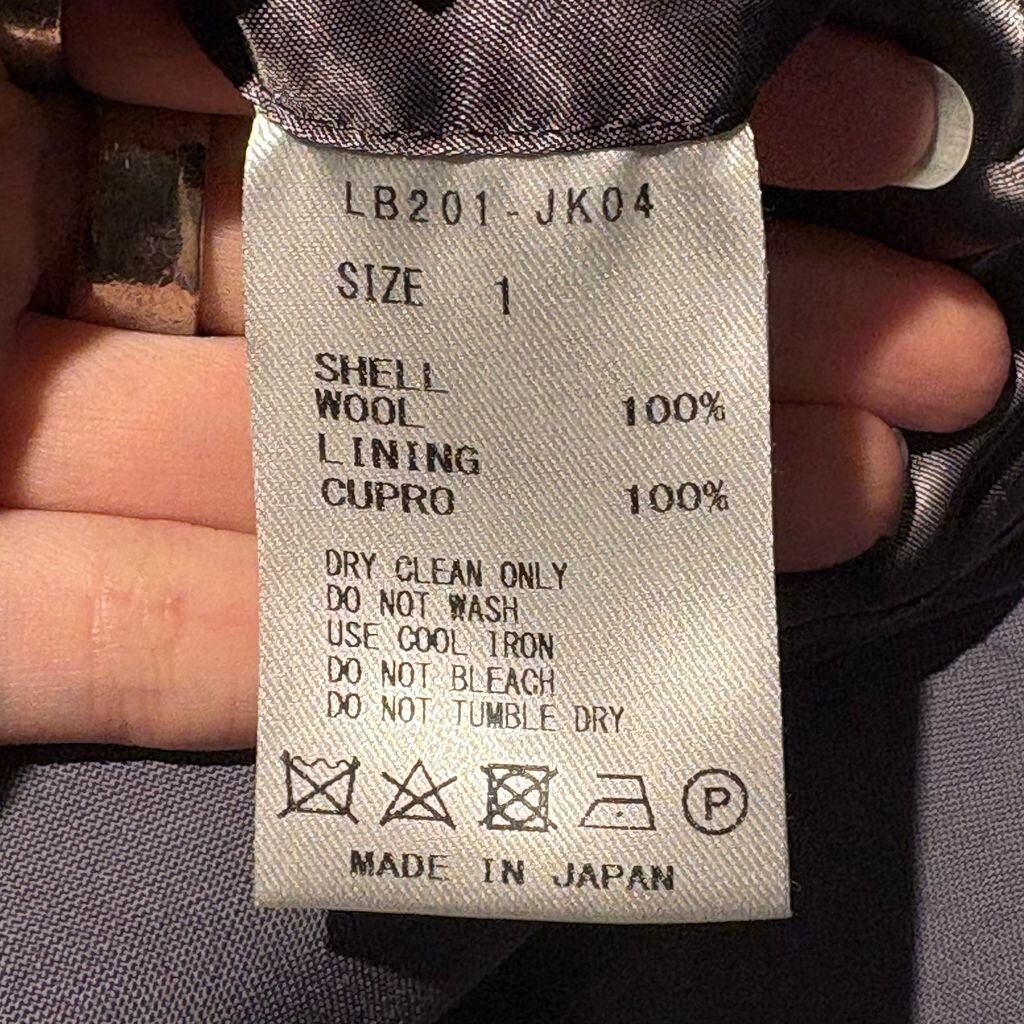 LB201-JK04
SIZE 1
SHELL
WOOL 100%
LINING
CUPRO 100%
DRY CLEAN ONLY
DO NOT WASH
USE COOL IRON
DO NOT BLEACH
DO NOT TUMBLE DRY
P
MADE IN JAPAN